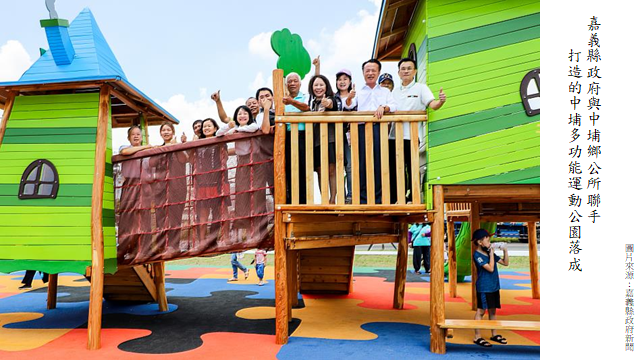 嘉義縣政府與中埔鄉公所聯手
打造的中埔多功能運動公園落成
圖片來源：嘉義縣政府新聞